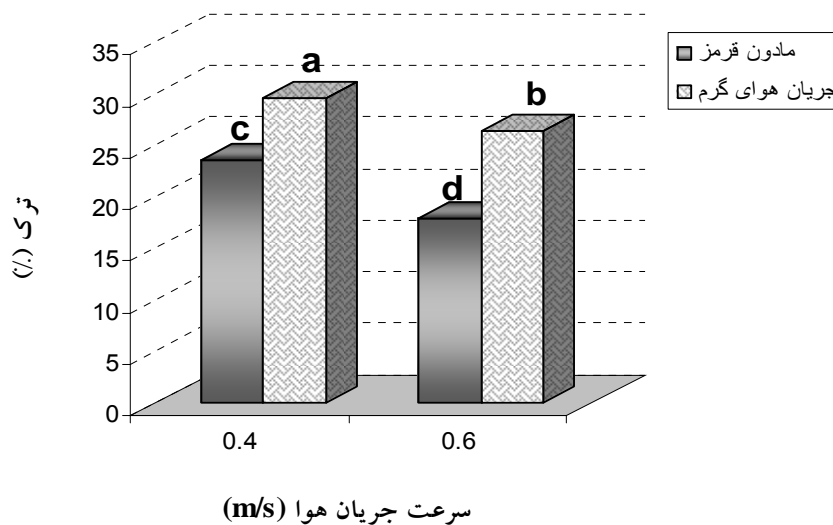 35
30
25
20
15
10
5
0
ترک (٪)
c
a
d
b
0.4
0.6
سرعت جریان هوا (m/s)
مادون قرمز
جریان هوای گرم